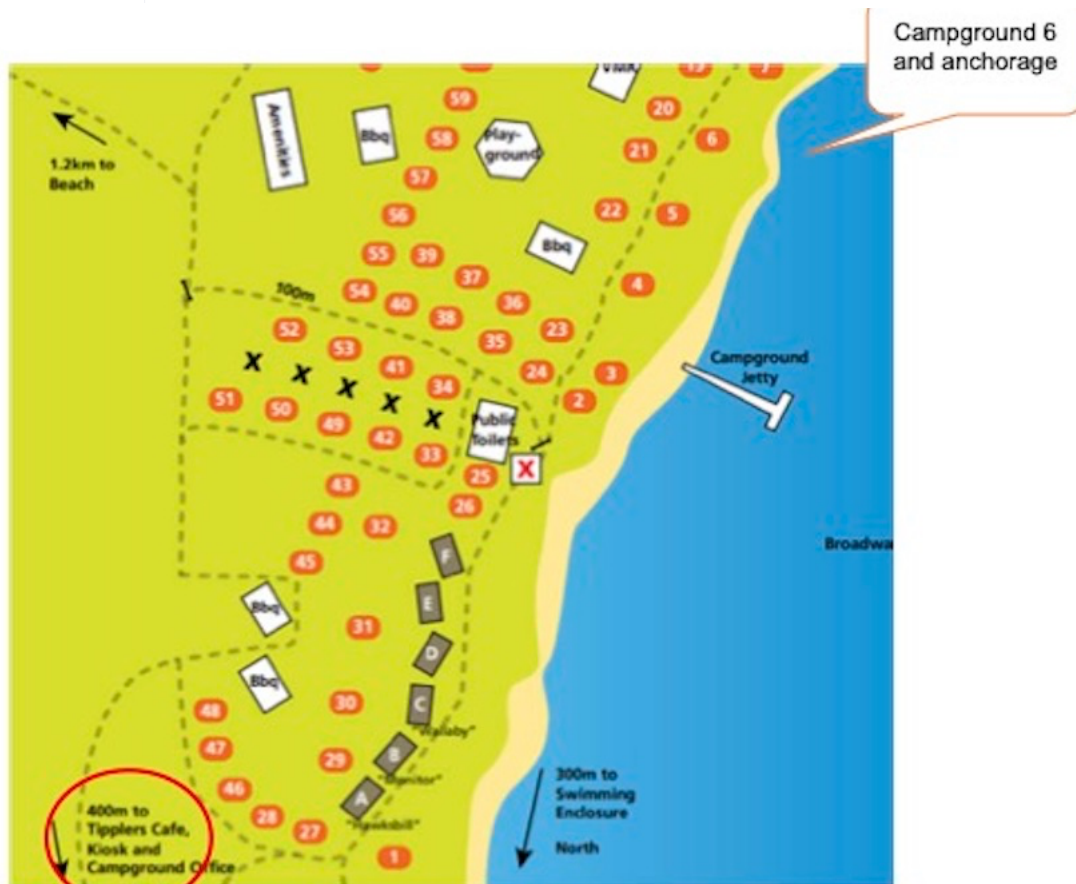 Campground 6
and anchorage
59
20
58
Play-
ground
6
21
Bbq
Amenities
1.2km to
Beach
57
56
22
5
Bbq
55
39
37
4
54
100m
40
36
38
23
52
35
53
Campground
Jetty
41
24
3
34
2
X
X
X
X
X
51
50
49
42
33
Public
Toilets
X
25
43
26
44
32
45
F
Broadwa
E
Bbq
31
D
Bbq
C
48
30
"Wallaby"
47
29
B
"Monitor"
46
A
28
27
"Hawksbill"
1
300m to
Swimming
Enclosure
North
400m to
Tipplers Cafe,
Kiosk and
Campground Office